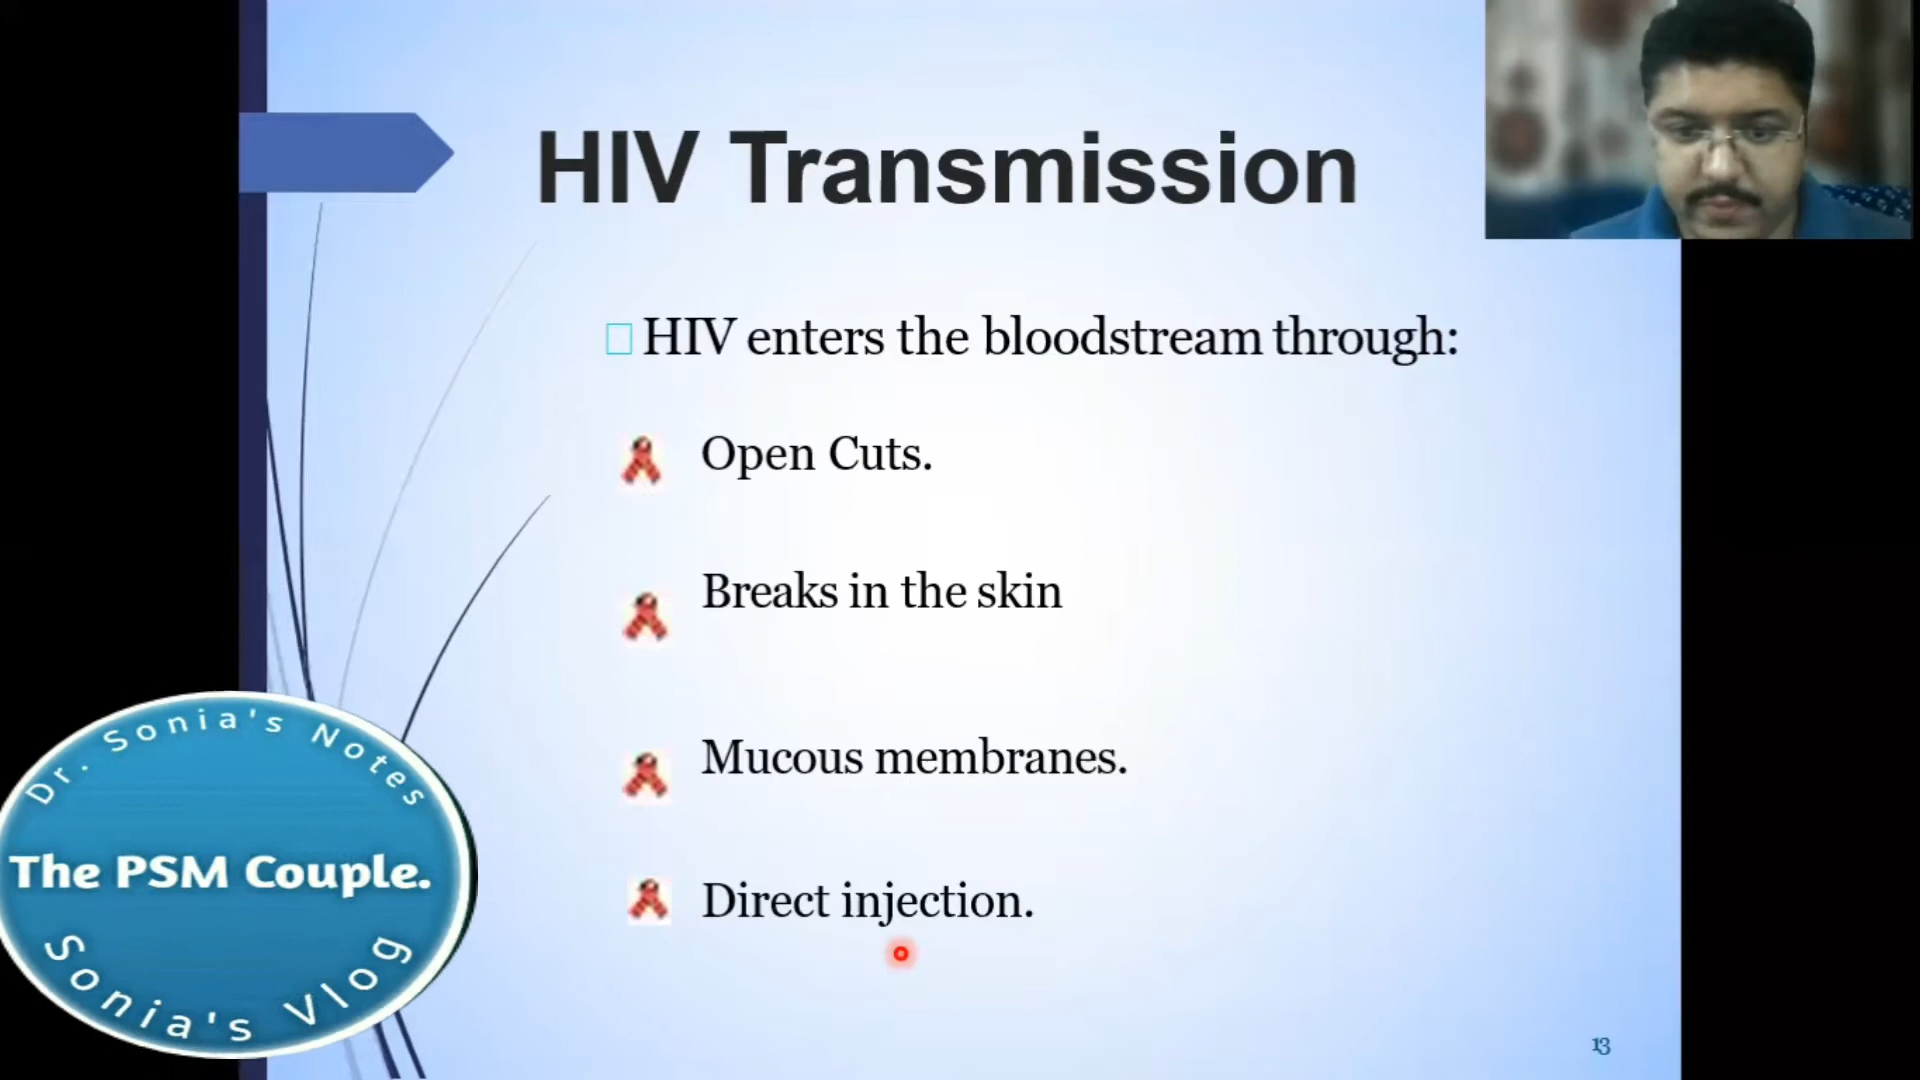 HIV Transmission
HIV enters the bloodstream through:
Open Cuts.
Breaks in the skin
Mucous membranes.
Direct injection.
Dr. Sonia's Notes
The PSM Couple.
Sonia's Vlog
13